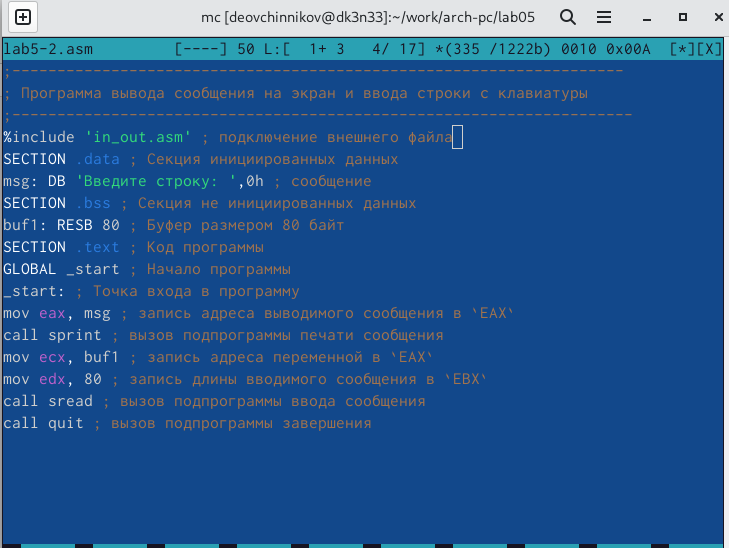 mc [deovchinnikov@dk3n33]:~/work/arch-pc/lab05
lab5-2.asm [----] 50 L:[ 1+ 3 4/ 17] *(335 /1222b) 0010 0x00A [*][X]
;--------------------------------------------------------------------
; Программа вывода сообщения на экран и ввода строки с клавиатуры
;---------------------------------------------------------------------
%include 'in_out.asm' ; подключение внешнего файла
SECTION .data ; Секция инициированных данных
msg: DB 'Введите строку: ',0h ; сообщение
SECTION .bss ; Секция не инициированных данных
buf1: RESB 80 ; Буфер размером 80 байт
SECTION .text ; Код программы
GLOBAL _start ; Начало программы
_start: ; Точка входа в программу
mov eax, msg ; запись адреса выводимого сообщения в `EAX`
call sprint ; вызов подпрограммы печати сообщения
mov ecx, buf1 ; запись адреса переменной в `EAX`
mov edx, 80 ; запись длины вводимого сообщения в `EBX`
call sread ; вызов подпрограммы ввода сообщения
call quit ; вызов подпрограммы завершения